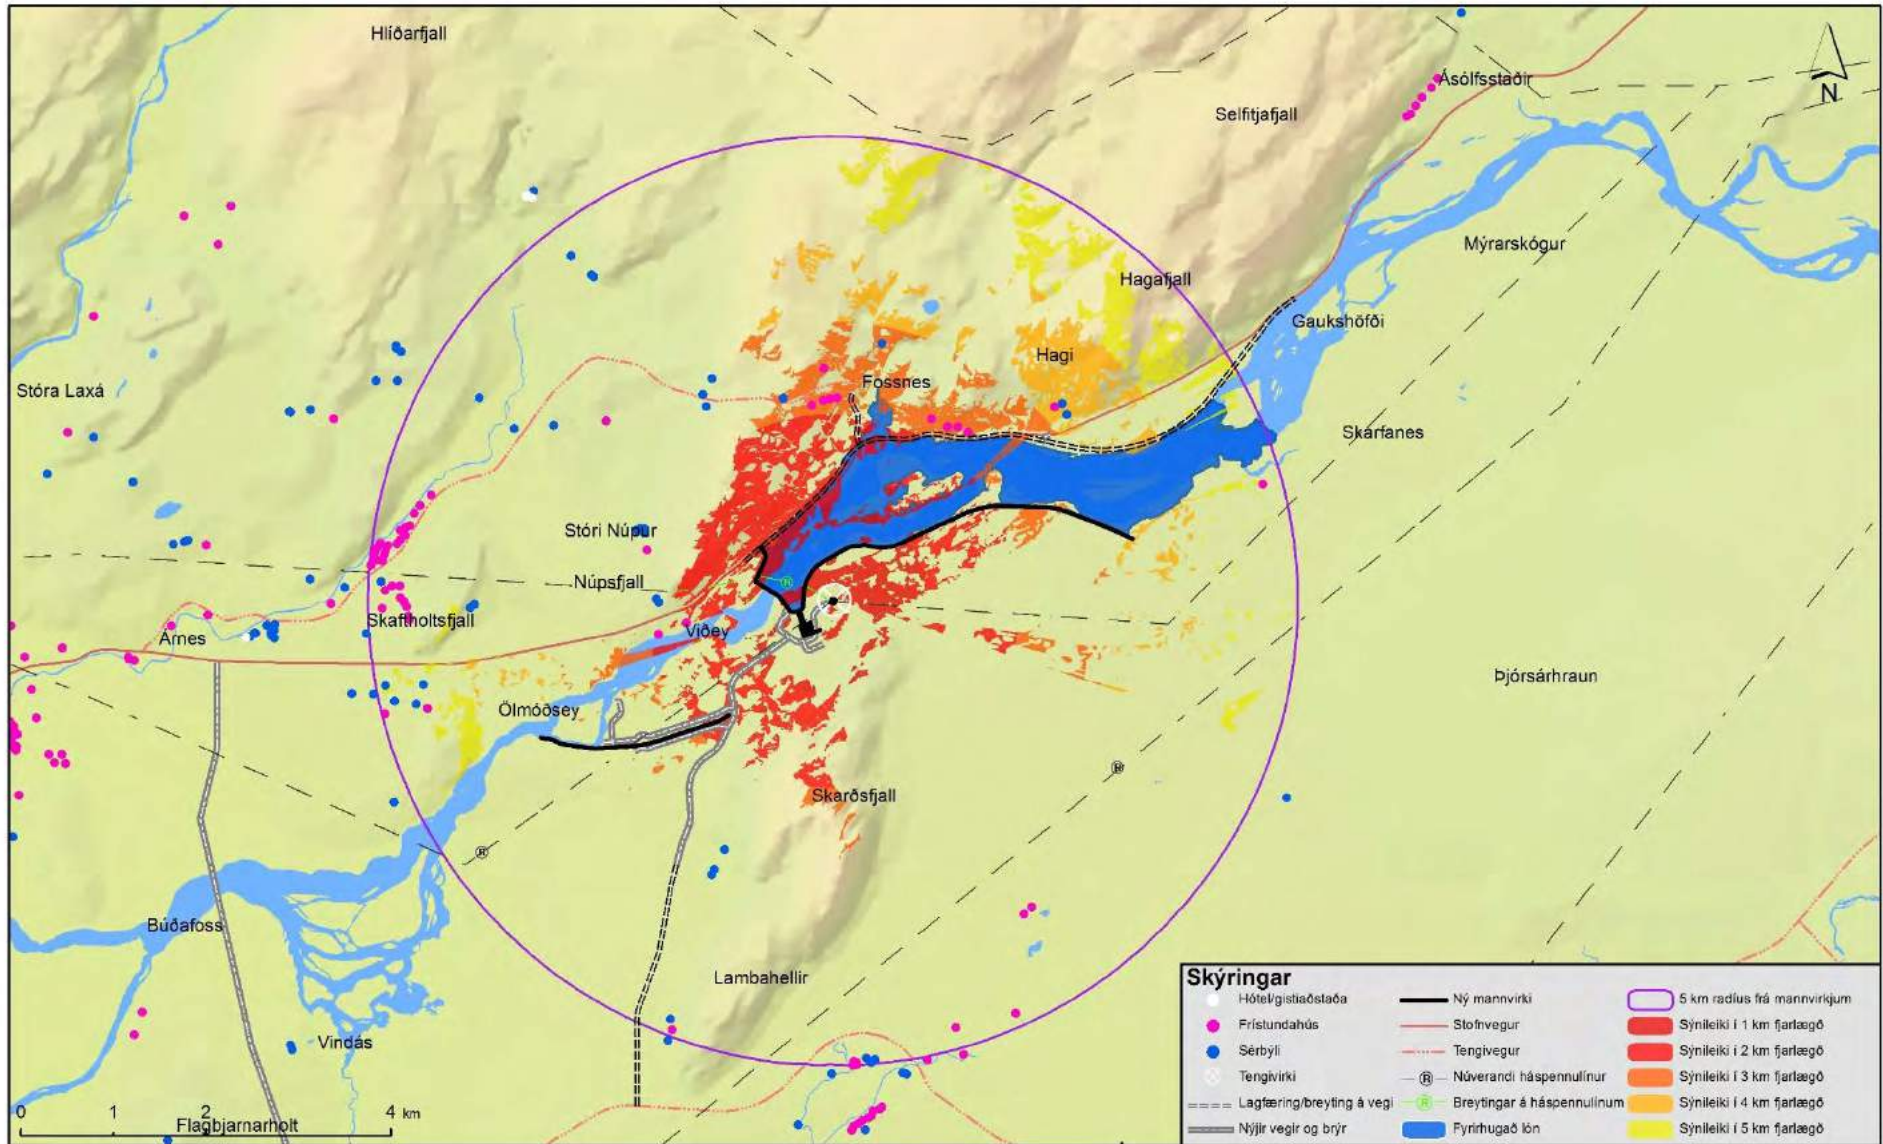 Hlíðarfjall
Ásólfsstaðir
N
Selfitjafjall
Mýrarskógur
Hagafjall
Gaukshöfði
Hagi
Fossnes
Stóra Laxá
Skarfanes
Stóri Núpur
Núpsfjall
®
Skaftholtsfjall
Viðey
Árnes
Þjórsárhraun
Ölmóðsey
®
Skarðsfjall
®
Búðafoss
Lambahellir
Vindás
0 1 2 4 km
Flagbjarnarholt
Skýringar
Hótel/gistiaðstaða
Frístundahús
Sérbýli
Tengivirki
Lagfæring/breyting á vegi
Nýjir vegir og brýr
Ný mannvirki
Stofnvegur
Tengivegur
® Núverandi háspennulínur
® Breytingar á háspennulínum
Fyrirhugað lón
5 km radíus frá mannvirkjum
Sýnileiki í 1 km fjarlægð
Sýnileiki í 2 km fjarlægð
Sýnileiki í 3 km fjarlægð
Sýnileiki í 4 km fjarlægð
Sýnileiki í 5 km fjarlægð